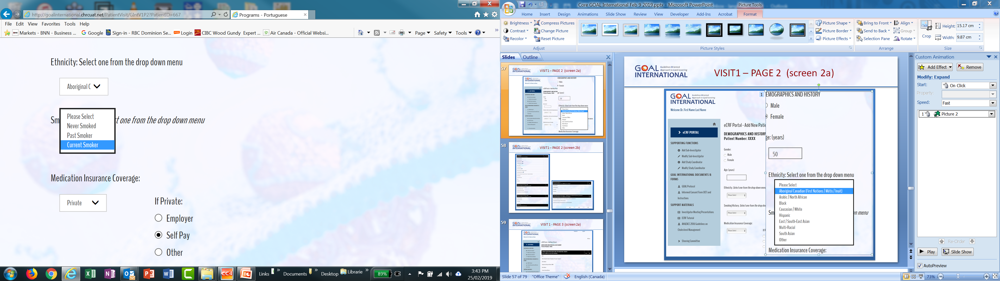 http://goalinternational.chrcuat.net/PatientVisit/GIntV1P2?PatientID=667
Programs - Portuguese
File Edit View Favorites Tools Help
Markets - BNN - Business ... Google Sign-in - RBC Dominion Se... Login CIBC Wood Gundy Expert ... Air Canada - Official Websi...
Page Safety Tools
Ethnicity: Select one from the drop down menu
Aboriginal C
Sm
ct one from the drop down menu
Please Select
Never Smoked
Past Smoker
Current Smoker
Medication Insurance Coverage:
Private
If Private:
Employer
Self Pay
Other
Links Documents Desktop Librarie 89%
3:43 PM
25/02/2019
Core GOAL International Feb 9 2019.pptx - Microsoft PowerPoint
Picture Tools
Home Insert Design Animations Slide Show Review View Developer Add-Ins Acrobat Format
Brightness Compress Pictures
Contrast Change Picture
Recolor Reset Picture
Adjust
Picture Styles
Picture Shape
Picture Border
Picture Effects
Bring to Front Align
Send to Back Group
Selection Pane Rotate
Arrange
Crop
Height: 15.17 cm
Width: 9.87 cm
Size
Slides Outline
57
GOAL INTERNATIONAL
VISIT1 – PAGE 2 (screen 2a)
58
VISIT1 – PAGE 2 (screen 2b)
59
VISIT 1 - PAGE 3 (screen 2a)
GOAL Guidelines Oriented
Approach to Lipid lowering
INTERNATIONAL
VISIT1 – PAGE 2 (screen 2a)
GOAL Guidelines Oriented
Approach to Lipid lowering
INTERNATIONAL
Welcome Dr. First Name Last Name
eCRF PORTAL
SUPPORTING FUNCTIONS
Add Sub-Investigator
Modify Sub-Investigator
Add Study Coordinator
Modify Study Coordinator
GOAL INTERNATIONAL DOCUMENTS &
FORMS
GOAL Protocol
Informed Consent Form (ICF) and
Instructions
SUPPORT MATERIALS
Investigator Meeting Presentations
ECRF Tutorial
AHA/ACC 2018 Guidelines on
Cholesterol Management
Steering Committee
eCRF Portal - Add New Patie
DEMOGRAPHICS AND HISTORY
Patient Number: XXXX
Gender:
Male
Female
Age: (years)
Ethnicity: Select one from the drop down menu
Please Select
Smoking History: Select one from the drop do
Please Select
Medication Insurance Coverage:
Please Select
If P
1
EMOGRAPHICS AND HISTORY
Male
Female
ge: (years)
50
Ethnicity: Select one from the drop down menu
Please Select
Aboriginal Canadian (First Nations / Métis / Inuit)
Arabic / North African
Black
Caucasian / White
Hispanic
East / South-East Asian
Multi-Racial
South Asian
Other
Sm
wn menu
Medication Insurance Coverage:
Custom Animation
Add Effect Remove
Modify: Expand
Start: On Click
Property:
Speed: Fast
1 Picture 2
Re-Order
Play Slide Show
AutoPreview
Slide 57 of 79 "Office Theme" English (Canada)
73%